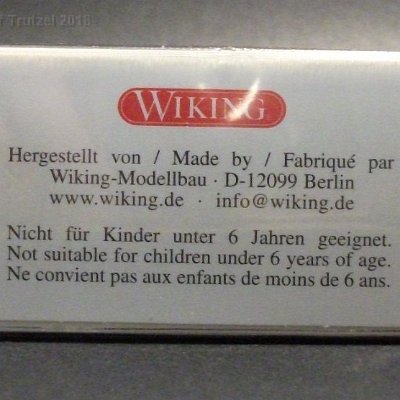 Trutzel 2018
WIKING
Hergestellt von / Made by / Fabriqué par
Wiking-Modellbau · D-12099 Berlin
www.wiking.de · info@wiking.de
Nicht für Kinder unter 6 Jahren geeignet.
Not suitable for children under 6 years of age.
Ne convient pas aux enfants de moins de 6 ans.